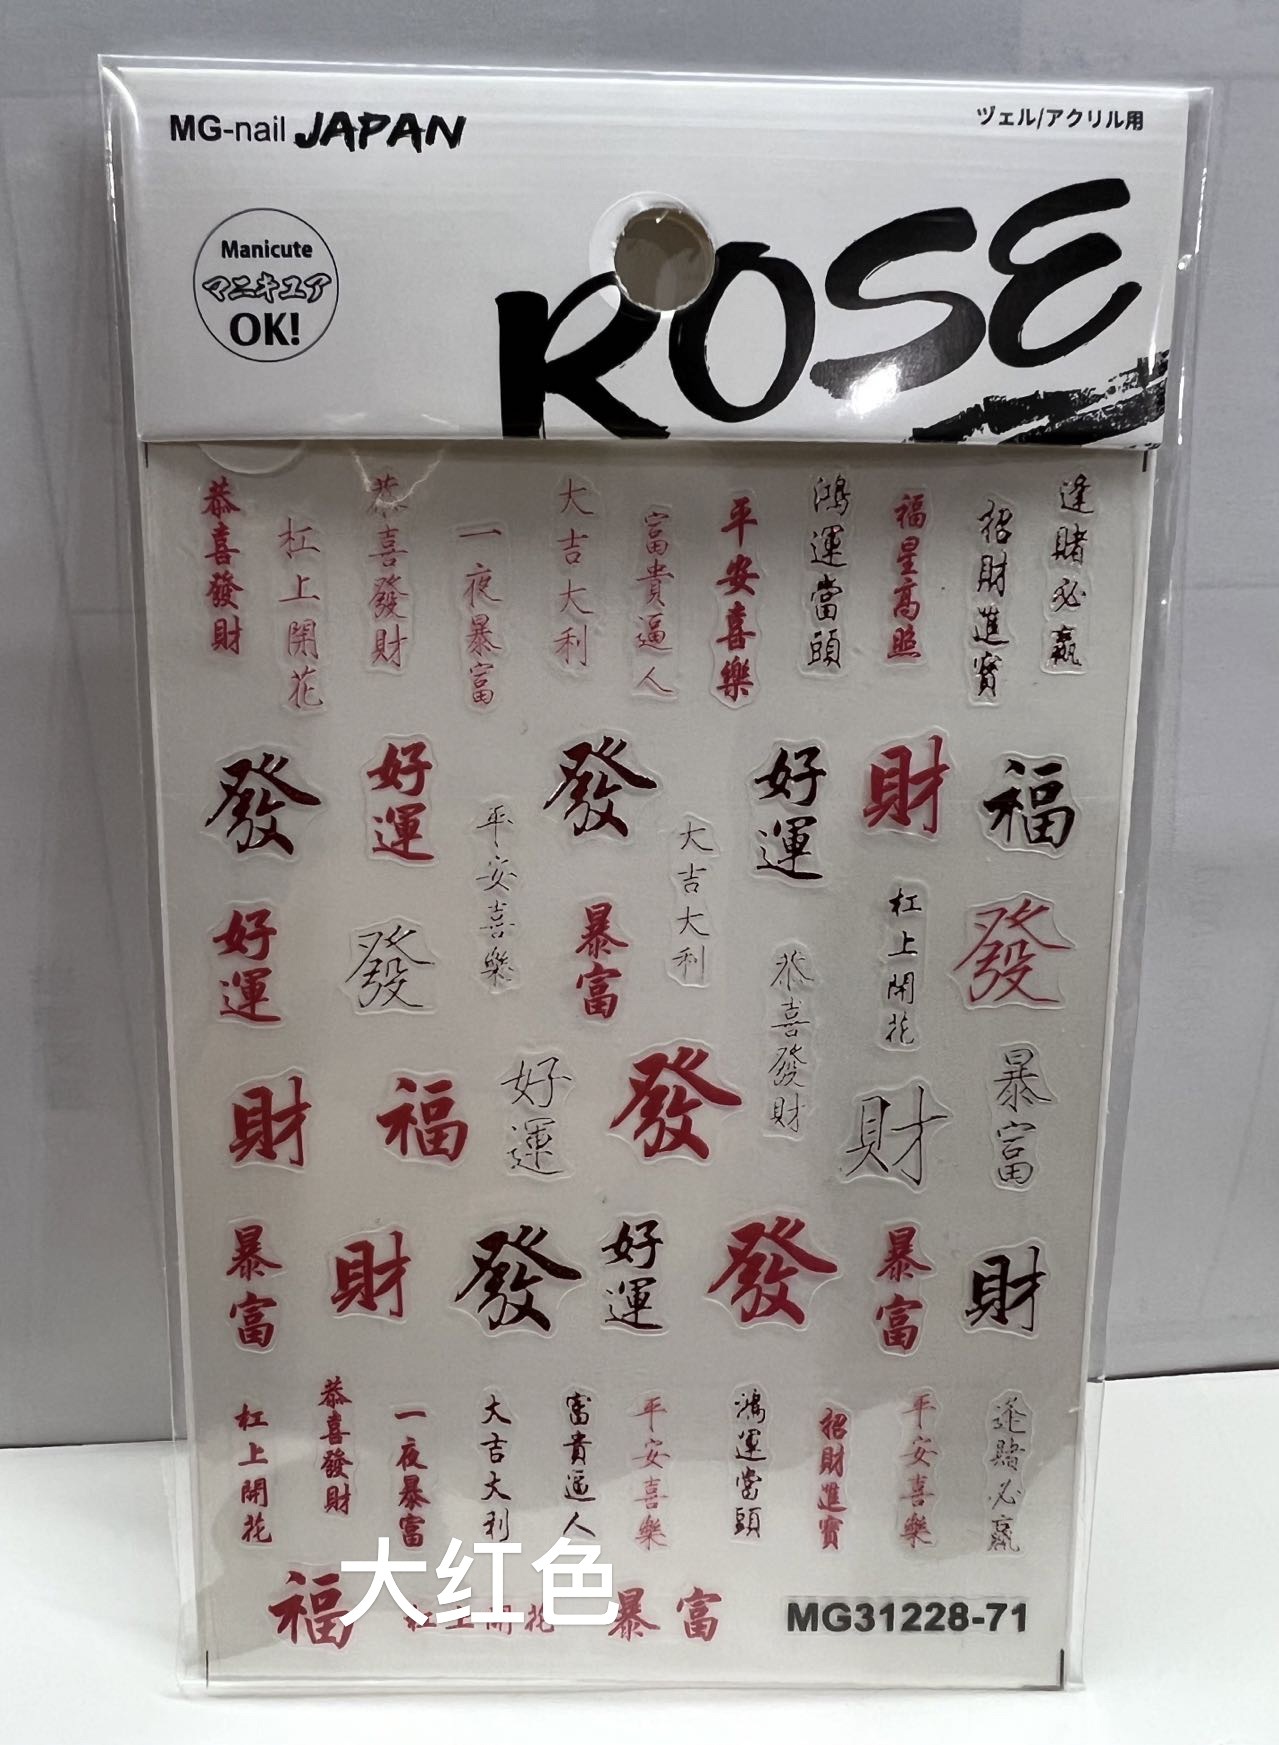 MG-nail JAPAN
ヅェル/アクリル用
Manicute
マニキュア
OK!
ROSE
恭喜發財
杠上開花
恭喜發財
一夜暴富
大吉大利
富貴逼人
平安喜樂
鴻運當頭
福星高照
招財進寶
逢賭必贏
發
好運
發
好運
財
福
平安喜樂
大吉大利
好運
發
暴富
恭喜發財
杠上開花
發
財
福
好運
發
財
暴富
暴富
財
發
好運
發
暴富
財
杠上開花
恭喜發財
一夜暴富
大吉大利
富貴逼人
平安喜樂
鴻運當頭
招財進寶
平安喜樂
逢賭必贏
福
大红色
杠上開花
暴富
MG31228-71